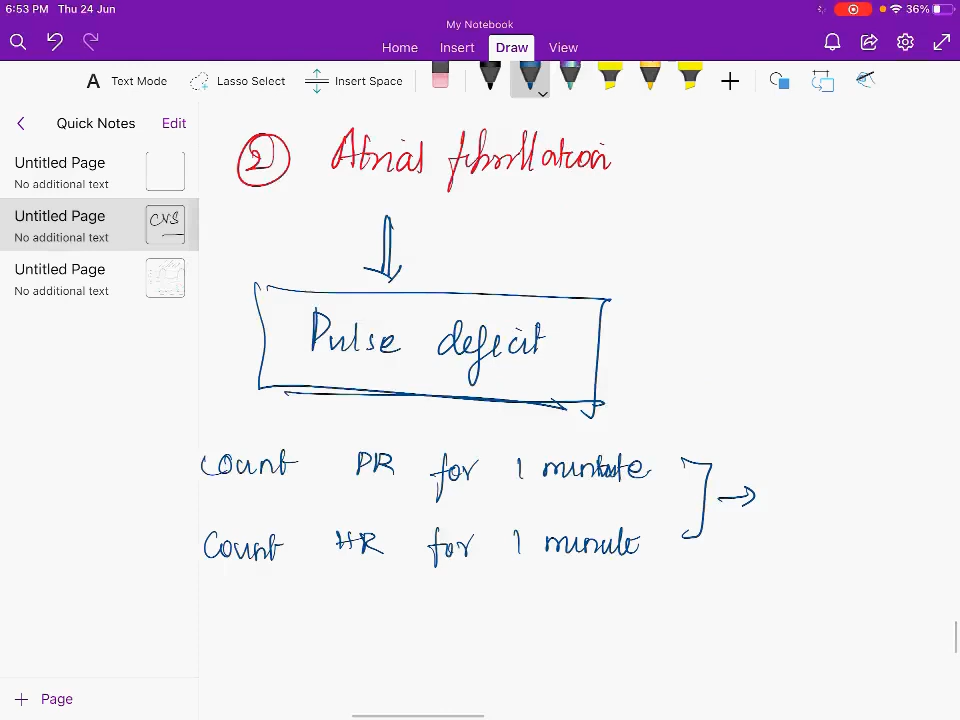 6:53 PM Thu 24 Jun 36%
My Notebook
Home Insert Draw View
Text Mode Lasso Select Insert Space
Quick Notes Edit
Untitled Page
No additional text
Untitled Page
No additional text
CNS
Untitled Page
No additional text
2 Atrial fibrillation
Pulse deficit
count PR for 1 minute
Count HR for 1 minute
Page